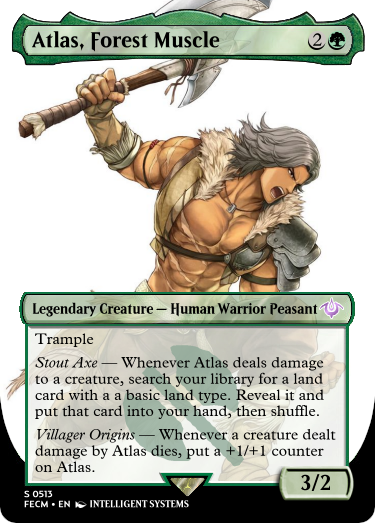 Atlas, Forest Muscle 2
Legendary Creature — Human Warrior Peasant
Trample
Stout Axe — Whenever Atlas deals damage
to a creature, search your library for a land
card with a a basic land type. Reveal it and
put that card into your hand, then shuffle.
Villager Origins — Whenever a creature dealt
damage by Atlas dies, put a +1/+1 counter
on Atlas.
3/2
S 0513
FECM • EN INTELLIGENT SYSTEMS